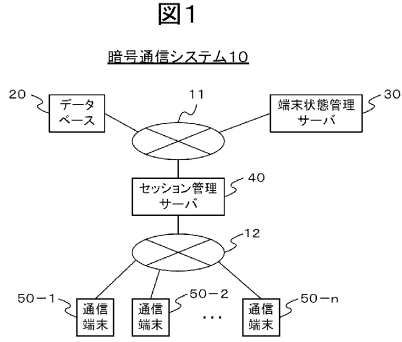 図1
暗号通信システム10
20
データ
ベース
11
端末状態管理
サーバ
30
セッション管理
サーバ
40
12
50-1
通信
端末
50-2
通信
端末
・・・
50-n
通信
端末